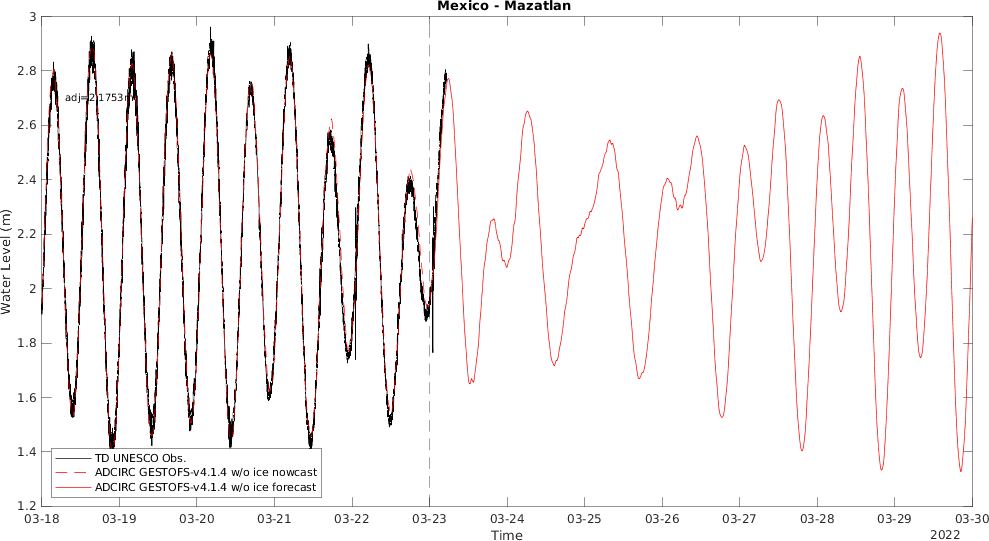 Mexico - Mazatlan
3
2.8
adj=2.1753m
2.6
2.4
2.2
2
1.8
1.6
1.4
1.2
Water Level (m)
TD UNESCO Obs.
ADCIRC GESTOFS-v4.1.4 w/o ice nowcast
ADCIRC GESTOFS-v4.1.4 w/o ice forecast
03-18 03-19 03-20 03-21 03-22 03-23 03-24 03-25 03-26 03-27 03-28 03-29 03-30
Time
2022